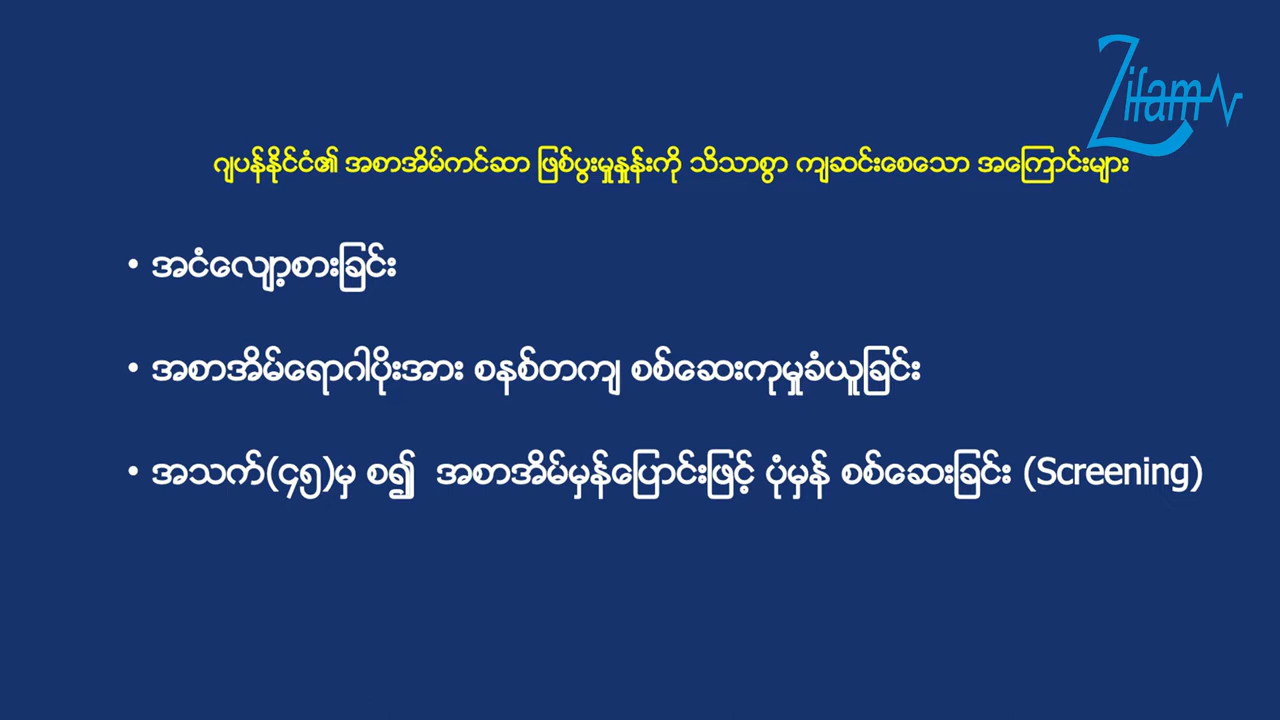 Zifam
ဂျပန်နိုင်ငံ၏ အစာအိမ်ကင်ဆာ ဖြစ်ပွားမှုနှုန်းကို သိသာစွာ ကျဆင်းစေသော အကြောင်းများ
• အငံလျှော့စားခြင်း
• အစာအိမ်ရောဂါပိုးအား စနစ်တကျ စစ်ဆေးကုမှုခံယူခြင်း
• အသက်(၄၅)မှ စ၍ အစာအိမ်မှန်ပြောင်းဖြင့် ပုံမှန် စစ်ဆေးခြင်း (Screening)